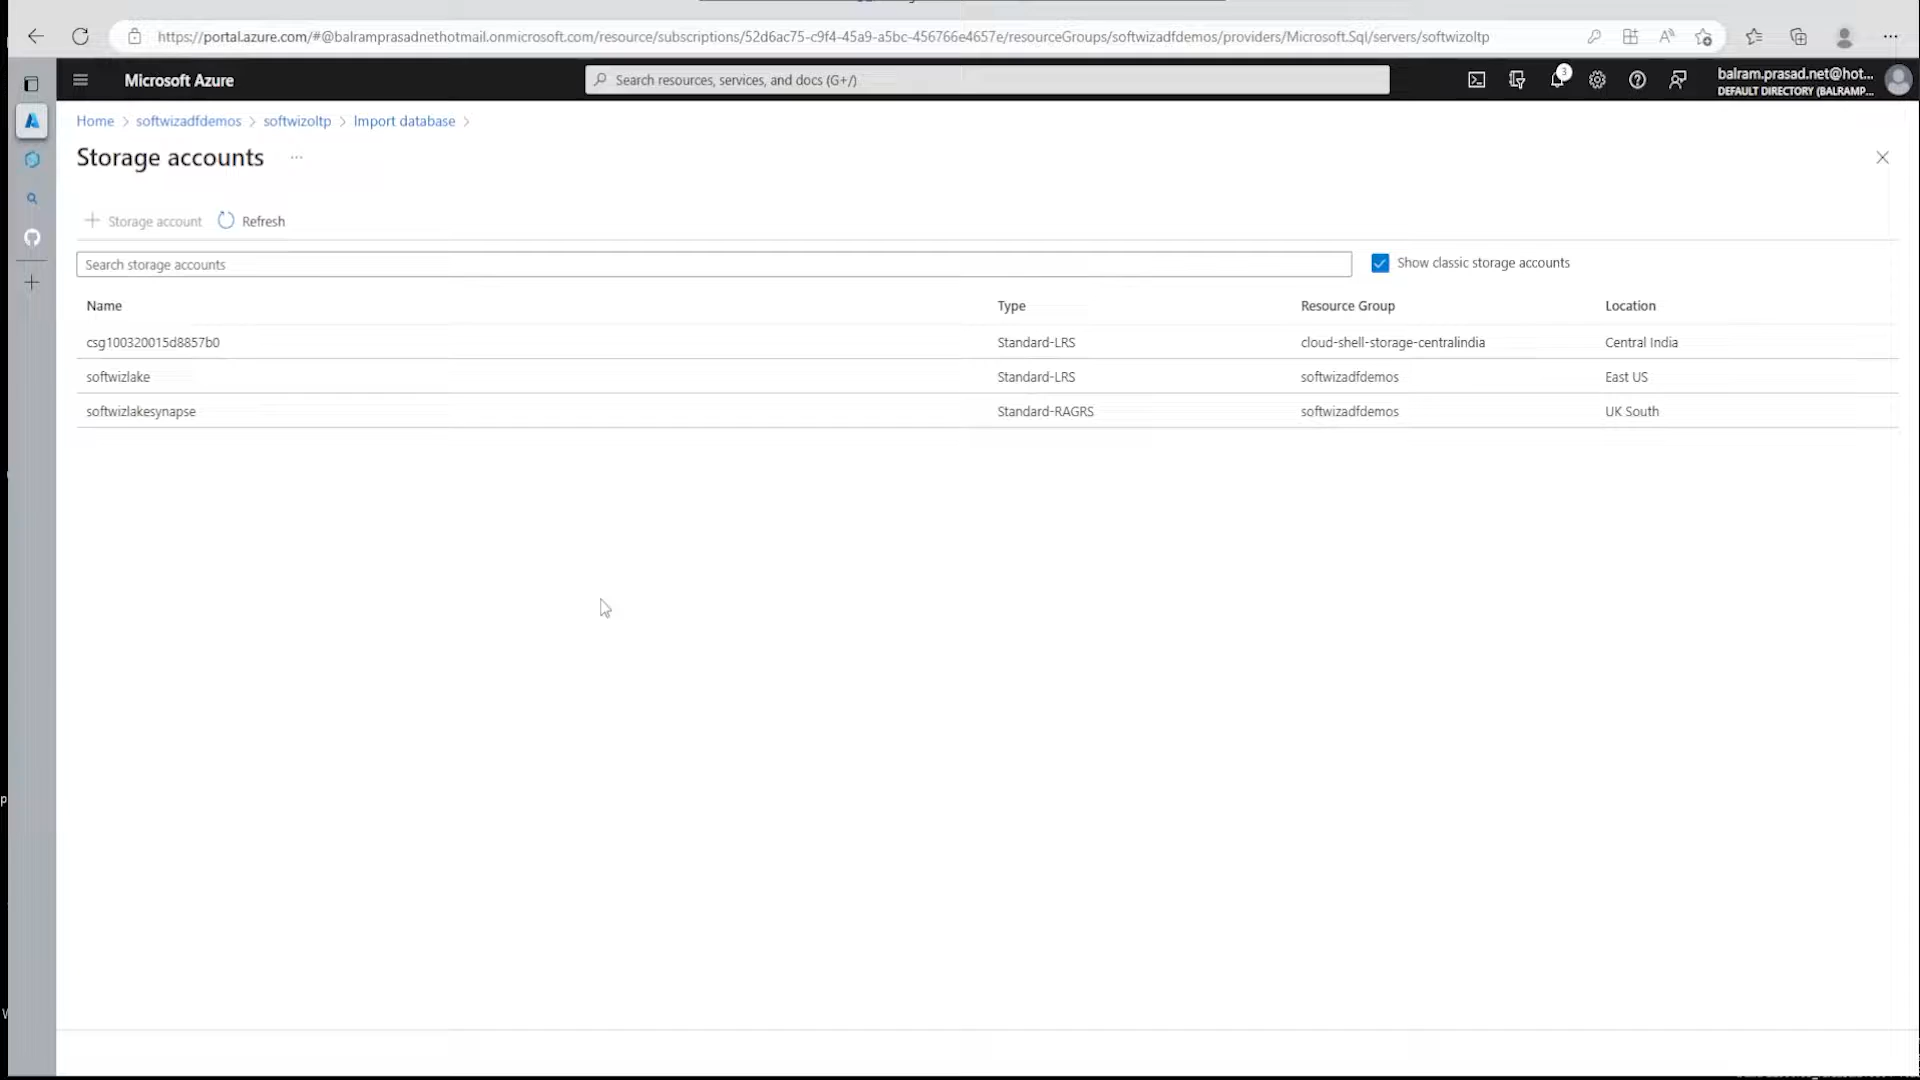 https://portal.azure.com/#@balramprasadnethotmail.onmicrosoft.com/resource/subscriptions/52d6ac75-c9f4-45a9-a5bc-456766e4657e/resourceGroups/softwizadfdemos/providers/Microsoft.Sql/servers/softwizoltp
Microsoft Azure
Search resources, services, and docs (G+/)
3
balram.prasad.net@hot...
DEFAULT DIRECTORY (BALRAMP...
Home > softwizadfdemos > softwizoltp > Import database >
Storage accounts ...
+ Storage account Refresh
Search storage accounts
Show classic storage accounts
Name Type Resource Group Location
csg100320015d8857b0 Standard-LRS cloud-shell-storage-centralindia Central India
softwizlake Standard-LRS softwizadfdemos East US
softwizlakesynapse Standard-RAGRS softwizadfdemos UK South